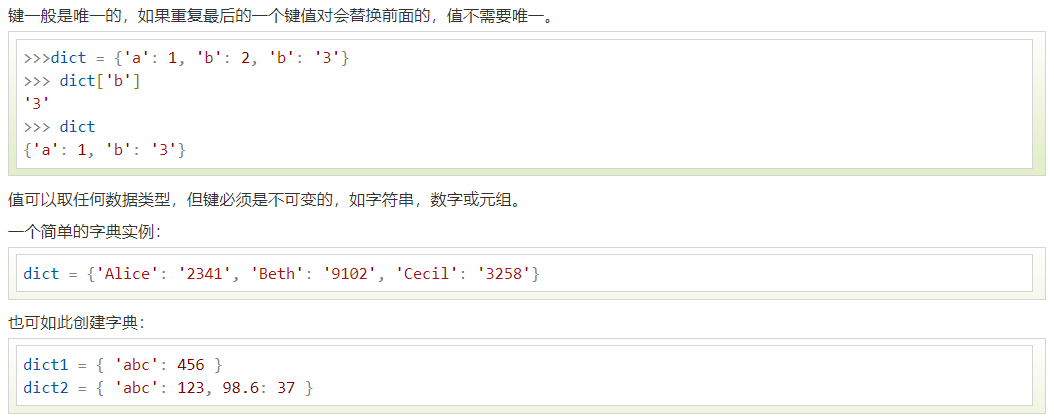 键一般是唯一的，如果重复最后的一个键值对会替换前面的，值不需要唯一。
>>>dict = {'a': 1, 'b': 2, 'b': '3'}
>>> dict['b']
'3'
>>> dict
{'a': 1, 'b': '3'}
值可以取任何数据类型，但键必须是不可变的，如字符串，数字或元组。
一个简单的字典实例：
dict = {'Alice': '2341', 'Beth': '9102', 'Cecil': '3258'}
也可如此创建字典：
dict1 = { 'abc': 456 }
dict2 = { 'abc': 123, 98.6: 37 }